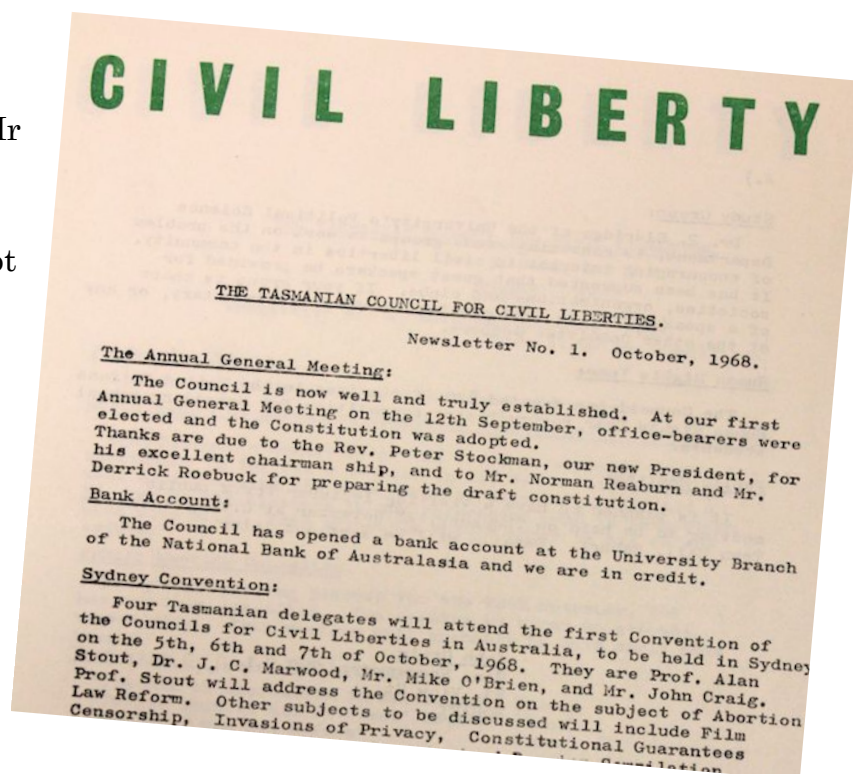 CIVIL LIBERTY
THE TASMANIAN COUNCIL FOR CIVIL LIBERTIES.
Newsletter No. 1. October, 1968.
The Annual General Meeting:
The Council is now well and truly established. At our first
Annual General Meeting on the 12th September, office-bearers were
elected and the Constitution was adopted.
Thanks are due to the Rev. Peter Stockman, our new President, for
his excellent chairman ship, and to Mr. Norman Reaburn and Mr.
Derrick Roebuck for preparing the draft constitution.
Bank Account:
The Council has opened a bank account at the University Branch
of the National Bank of Australasia and we are in credit.
Sydney Convention:
Four Tasmanian delegates will attend the first Convention of
the Councils for Civil Liberties in Australia, to be held in Sydney
on the 5th, 6th and 7th of October, 1968. They are Prof. Alan
Stout, Dr. J. C. Marwood, Mr. Mike O'Brien, and Mr. John Craig.
Prof. Stout will address the Convention on the subject of Abortion
Law Reform. Other subjects to be discussed will include Film
Censorship, Invasions of Privacy, Constitutional Guarantees